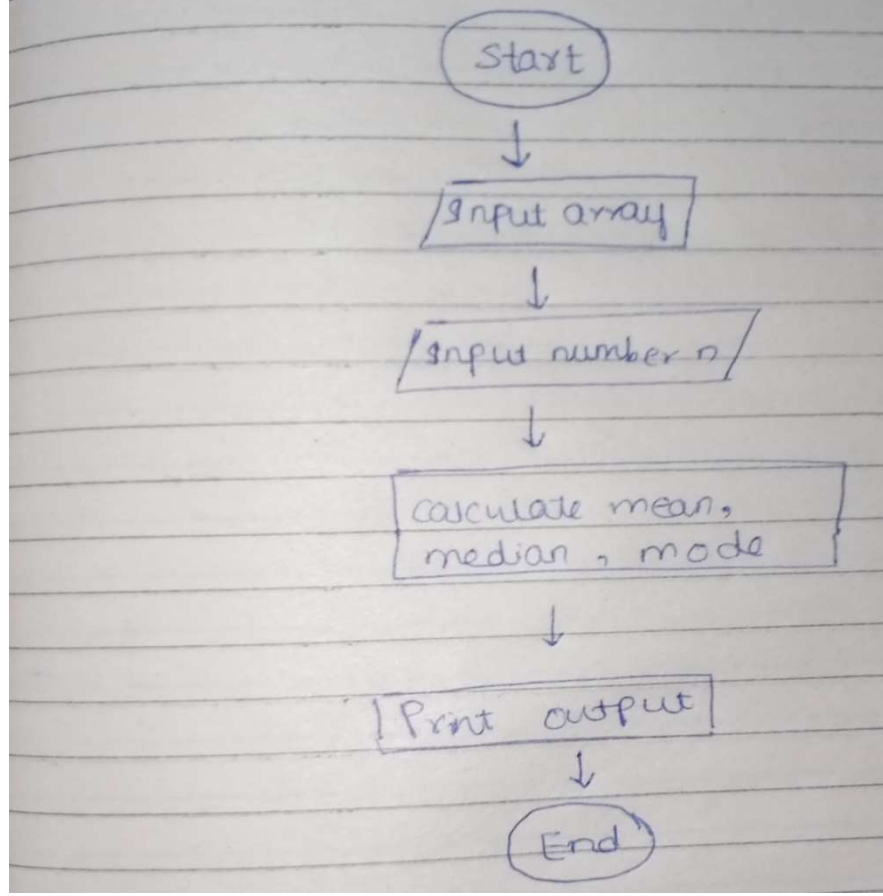 Start
Input array
Input number n
calculate mean,
median, mode
Print output
End